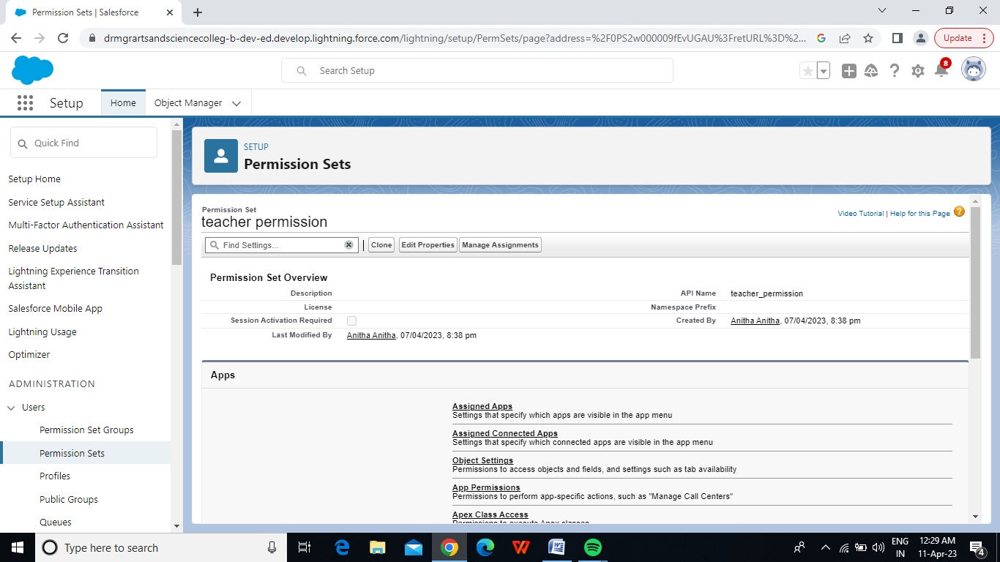 Permission Sets | Salesforce
drmgrartsandsciencecolleg-b-dev-ed.develop.lightning.force.com/lightning/setup/PermSets/page?address=%2F0PS2w000009fEvUGAU%3FretURL%3D%2...
Update
Search Setup
8
Setup
Home
Object Manager
Quick Find
Setup Home
Service Setup Assistant
Multi-Factor Authentication Assistant
Release Updates
Lightning Experience Transition
Assistant
Salesforce Mobile App
Lightning Usage
Optimizer
ADMINISTRATION
Users
Permission Set Groups
Permission Sets
Profiles
Public Groups
Queues
SETUP
Permission Sets
Permission Set
teacher permission
Video Tutorial | Help for this Page ?
Find Settings...
Clone
Edit Properties
Manage Assignments
Permission Set Overview
Description
API Name teacher_permission
License
Namespace Prefix
Session Activation Required
Created By Anitha Anitha, 07/04/2023, 8:38 pm
Last Modified By Anitha Anitha, 07/04/2023, 8:38 pm
Apps
Assigned Apps
Settings that specify which apps are visible in the app menu
Assigned Connected Apps
Settings that specify which connected apps are visible in the app menu
Object Settings
Permissions to access objects and fields, and settings such as tab availability
App Permissions
Permissions to perform app-specific actions, such as "Manage Call Centers"
Apex Class Access
Permissions to execute Apex classes
Type here to search
ENG
IN
12:29 AM
11-Apr-23
4